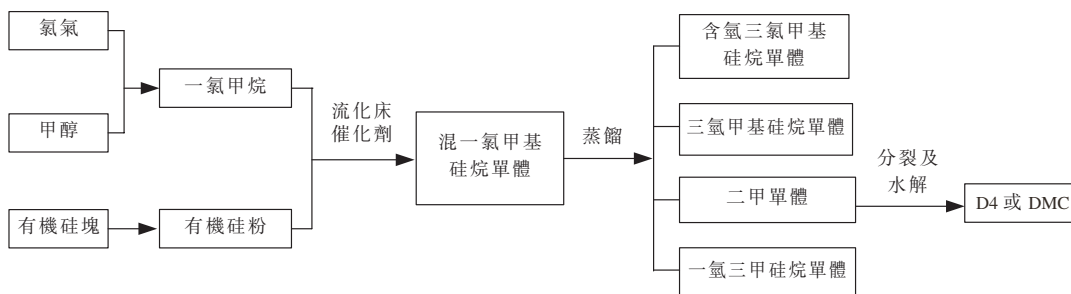 氯氣
甲醇
一氯甲烷
有機硅塊
有機硅粉
流化床
催化劑
混一氯甲基
硅烷單體
蒸餾
含氫三氯甲基
硅烷單體
三氫甲基硅烷單體
二甲單體
一氫三甲硅烷單體
分裂及
水解
D4 或 DMC